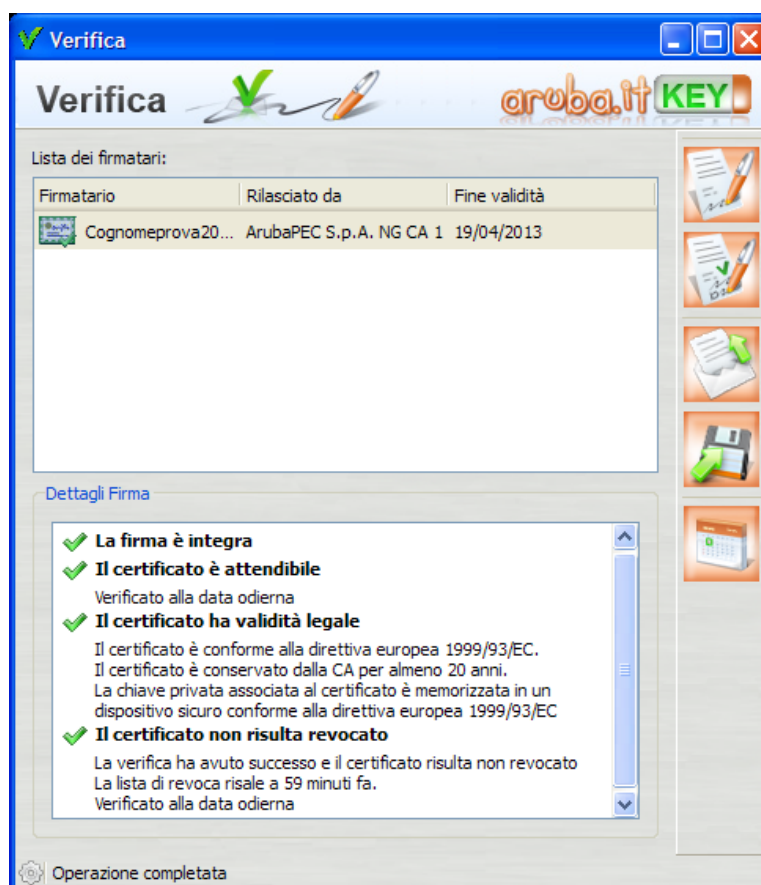 Verifica
Verifica aruba.it KEY
Lista dei firmatari:
Firmatario Rilasciato da Fine validità
Cognomeprova20... ArubaPEC S.p.A. NG CA 1 19/04/2013
Dettagli Firma
La firma è integra
Il certificato è attendibile
Verificato alla data odierna
Il certificato ha validità legale
Il certificato è conforme alla direttiva europea 1999/93/EC.
Il certificato è conservato dalla CA per almeno 20 anni.
La chiave privata associata al certificato è memorizzata in un
dispositivo sicuro conforme alla direttiva europea 1999/93/EC
Il certificato non risulta revocato
La verifica ha avuto successo e il certificato risulta non revocato
La lista di revoca risale a 59 minuti fa.
Verificato alla data odierna
Operazione completata